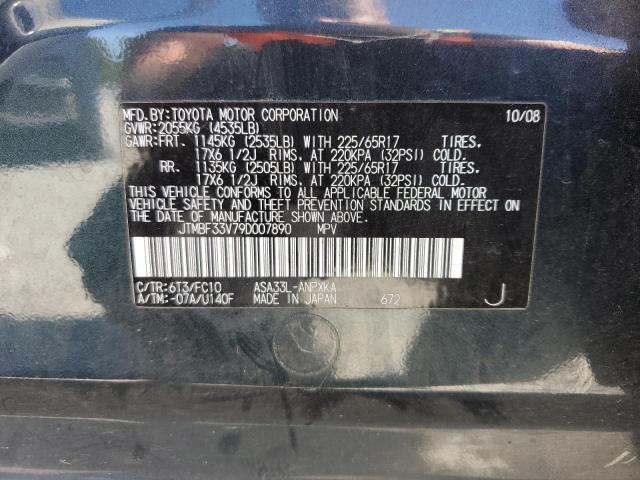 MFD.BY:TOYOTA MOTOR CORPORATION 10/08
GVWR:2055KG (4535LB)
GAWR:FRT. 1145KG (2535LB) WITH 225/65R17 TIRES,
17X6 1/2J RIMS, AT 220KPA (32PSI) COLD.
RR. 1135KG (2505LB) WITH 225/65R17 TIRES,
17X6 1/2J RIMS, AT 220KPA (32PSI) COLD.
THIS VEHICLE CONFORMS TO ALL APPLICABLE FEDERAL MOTOR
VEHICLE SAFETY AND THEFT PREVENTION STANDARDS IN EFFECT ON
THE DATE OF MANUFACTURE SHOWN ABOVE.
JTMBF33V79D007890 MPV
C/TR:6T3/FC10 ASA33L-ANPXKA
A/TM:-07A/U140F MADE IN JAPAN 672 J